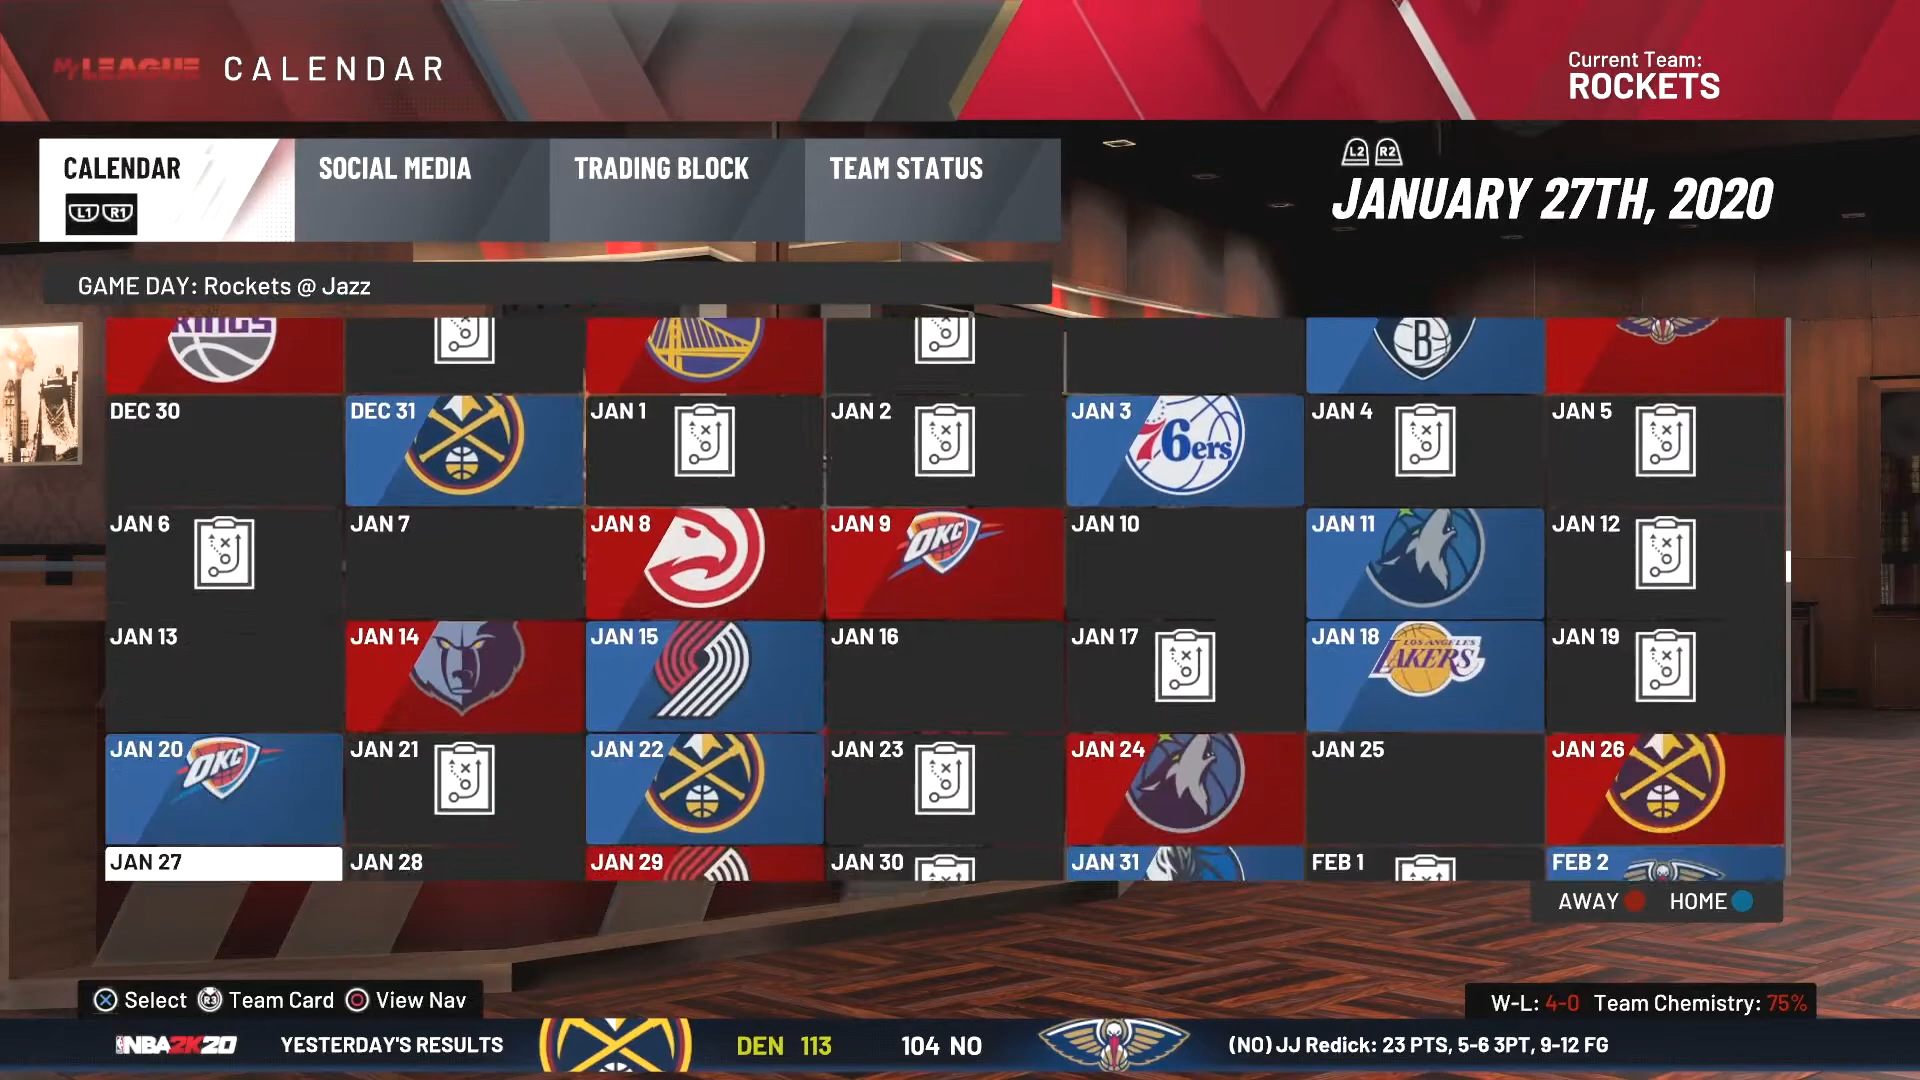 MyLEAGUE CALENDAR
Current Team:
ROCKETS
CALENDAR
L1 R1
SOCIAL MEDIA
TRADING BLOCK
TEAM STATUS
L2 R2
JANUARY 27TH, 2020
GAME DAY: Rockets @ Jazz
KINGS
B
DEC 30
DEC 31
JAN 1
JAN 2
JAN 3
76ers
JAN 4
JAN 5
JAN 6
JAN 7
JAN 8
JAN 9
OKC
JAN 10
JAN 11
JAN 12
JAN 13
JAN 14
JAN 15
JAN 16
JAN 17
JAN 18
LOS ANGELES
LAKERS
JAN 19
JAN 20
OKC
JAN 21
JAN 22
JAN 23
JAN 24
JAN 25
JAN 26
JAN 27
JAN 28
JAN 29
JAN 30
JAN 31
FEB 1
FEB 2
AWAY HOME
Select R3 Team Card View Nav
W-L: 4-0 Team Chemistry: 75%
NBA2K20 YESTERDAY'S RESULTS DEN 113 104 NO (NO) JJ Redick: 23 PTS, 5-6 3PT, 9-12 FG